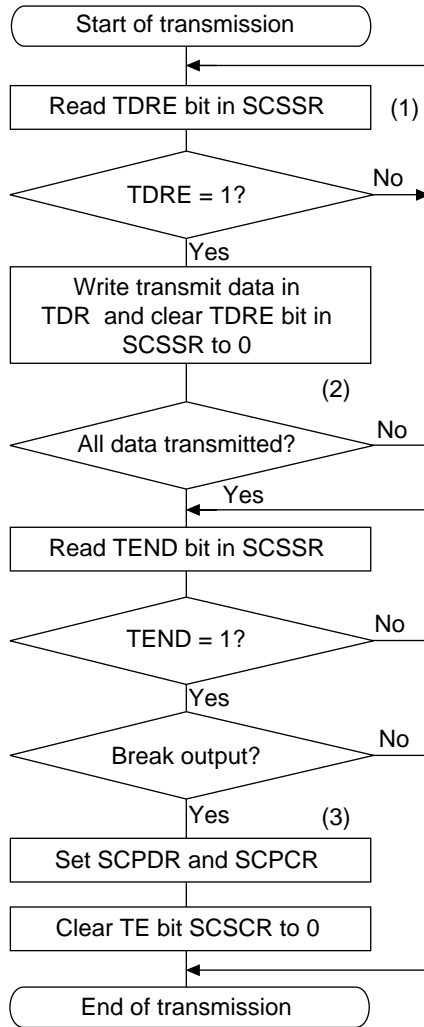 Start of transmission
Read TDRE bit in SCSSR
(1)
TDRE = 1?
No
Yes
Write transmit data in
TDR and clear TDRE bit in
SCSSR to 0
(2)
All data transmitted?
No
Yes
Read TEND bit in SCSSR
TEND = 1?
No
Yes
Break output?
No
Yes
(3)
Set SCPDR and SCPCR
Clear TE bit SCSCR to 0
End of transmission